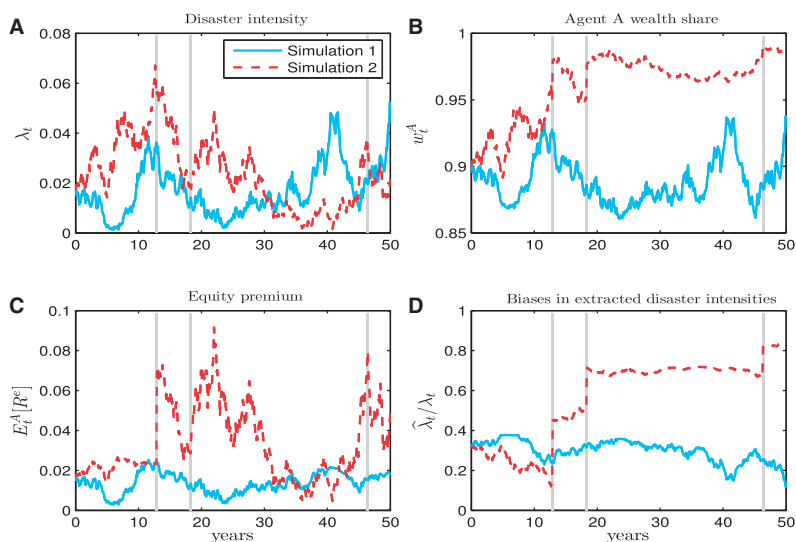 A
Disaster intensity
0.08
0.06
0.04
0.02
0
λt
Simulation 1
Simulation 2
0 10 20 30 40 50
B
Agent A wealth share
1
0.95
0.9
0.85
wtA
0 10 20 30 40 50
C
Equity premium
0.1
0.08
0.06
0.04
0.02
0
EtA[Re]
0 10 20 30 40 50
years
D
Biases in extracted disaster intensities
1
0.8
0.6
0.4
0.2
0
λ̂t/λt
0 10 20 30 40 50
years